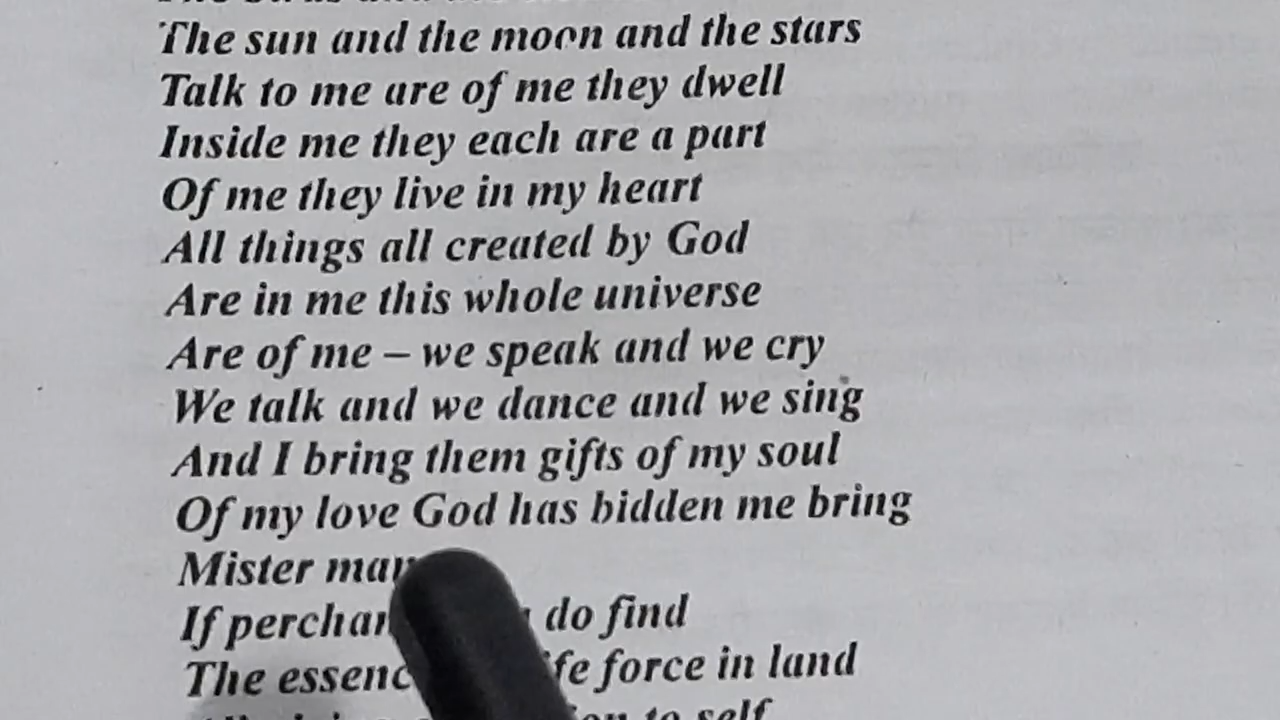 The sun and the moon and the stars
Talk to me are of me they dwell
Inside me they each are a part
Of me they live in my heart
All things all created by God
Are in me this whole universe
Are of me – we speak and we cry
We talk and we dance and we sing
And I bring them gifts of my soul
Of my love God has bidden me bring
Mister
If do find
The force in land
to self